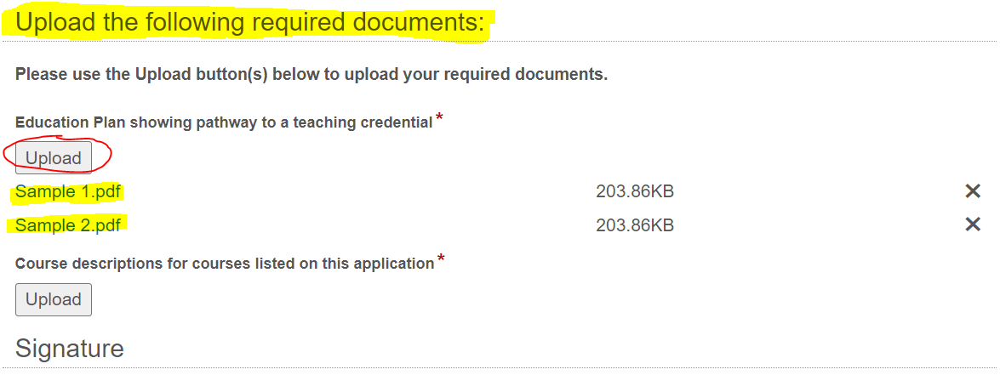 Upload the following required documents:
Please use the Upload button(s) below to upload your required documents.
Education Plan showing pathway to a teaching credential*
Upload
Sample 1.pdf 203.86KB ✕
Sample 2.pdf 203.86KB ✕
Course descriptions for courses listed on this application*
Upload
Signature